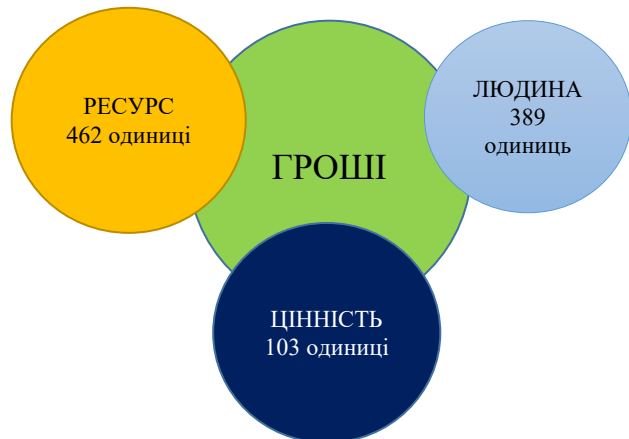 РЕСУРС
462 одиниці
ГРОШІ
ЛЮДИНА
389
одиниць
ЦІННІСТЬ
103 одиниці